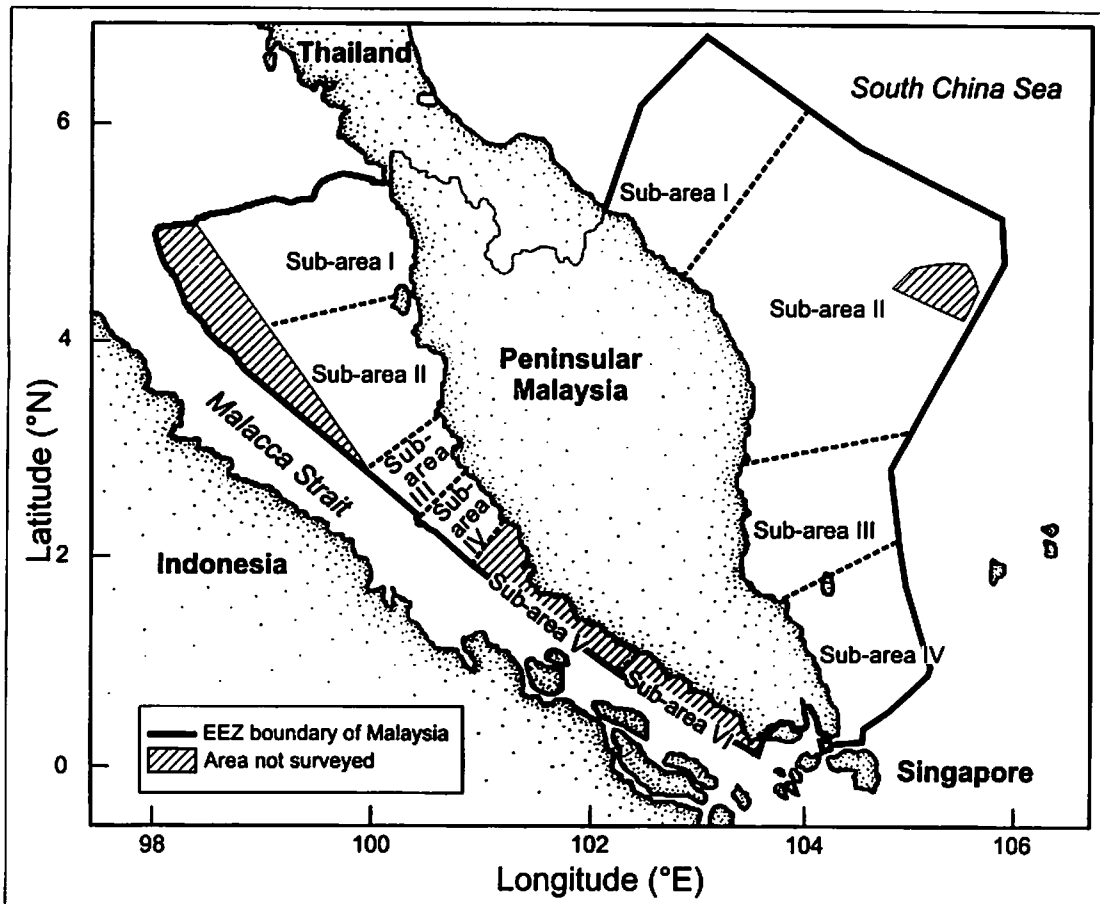 Thailand
South China Sea
6
Sub-area I
Sub-area I
Sub-area II
4
Peninsular
Malaysia
Sub-area II
Latitude (°N)
Malacca Strait
Sub-
area
III
Sub-
area
IV
Sub-area III
12
Indonesia
Sub-area V
Sub-area IV
Sub-area VI
EEZ boundary of Malaysia
Area not surveyed
0
Singapore
98
100
102
104
106
Longitude (°E)